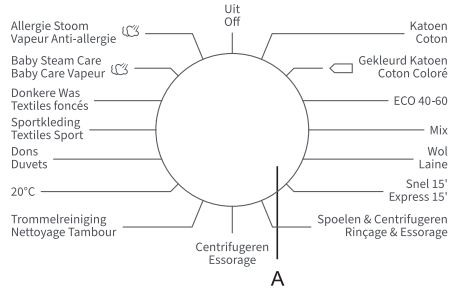 Uit
Off
Allergie Stoom
Vapeur Anti-allergie
Katoen
Coton
Baby Steam Care
Baby Care Vapeur
Gekleurd Katoen
Coton Coloré
Donkere Was
Textiles foncés
ECO 40-60
Sportkleding
Textiles Sport
Mix
Dons
Duvets
Wol
Laine
20°C
Snel 15'
Express 15'
Trommelreiniging
Nettoyage Tambour
Spoelen & Centrifugeren
Rinçage & Essorage
Centrifugeren
Essorage
A